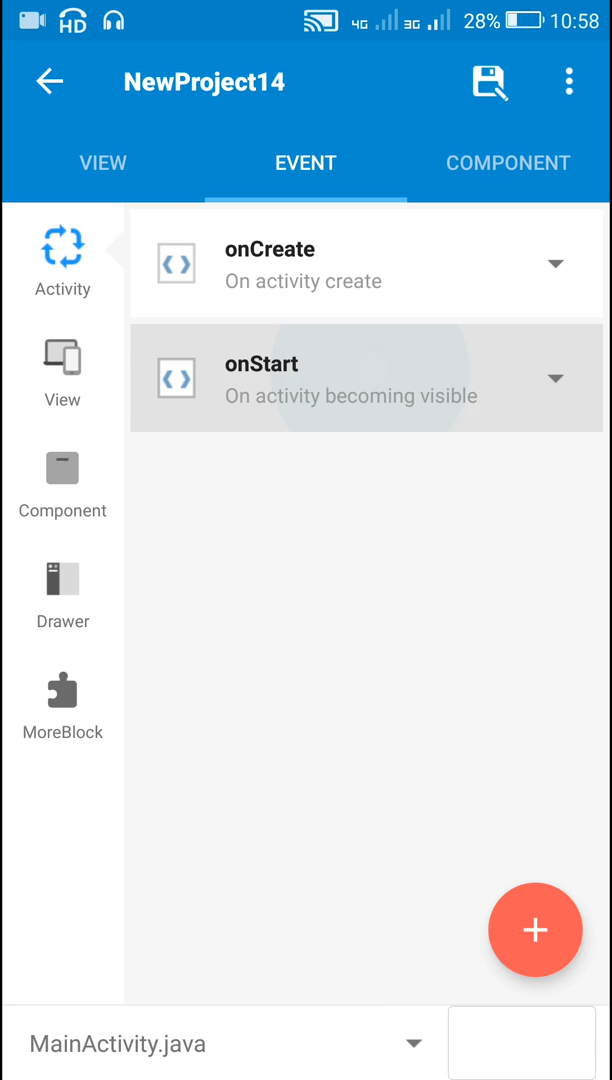 HD 4G 3G 28% 10:58
NewProject14
VIEW EVENT COMPONENT
Activity
onCreate
On activity create
View
onStart
On activity becoming visible
Component
Drawer
MoreBlock
MainActivity.java